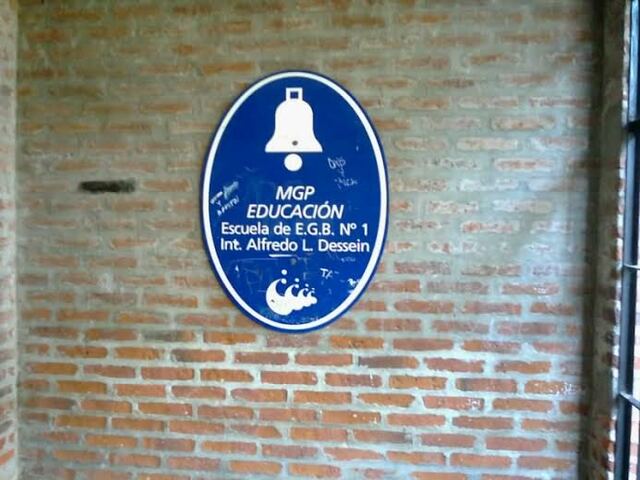 MGP
EDUCACIÓN
Escuela de E.G.B. Nº 1
Int. Alfredo L. Dessein